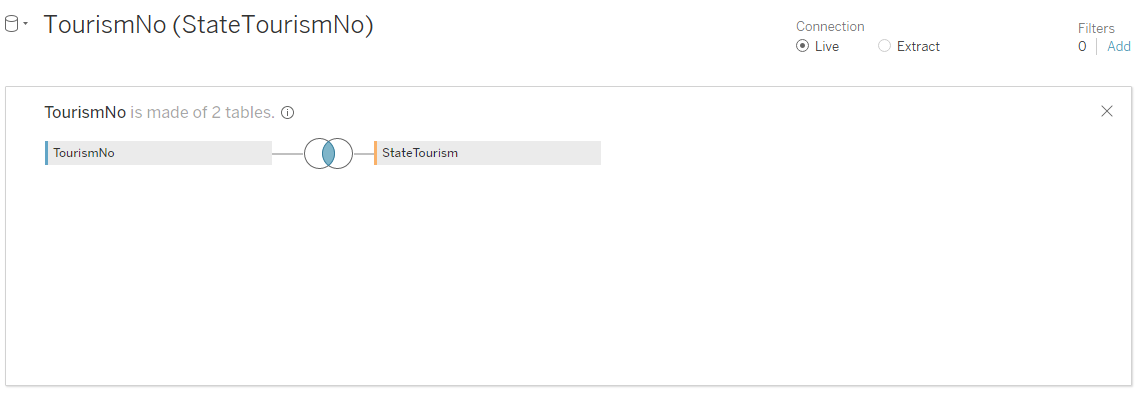 TourismNo (StateTourismNo)
Connection
Live
Extract
Filters
0
Add
TourismNo is made of 2 tables.
TourismNo
StateTourism